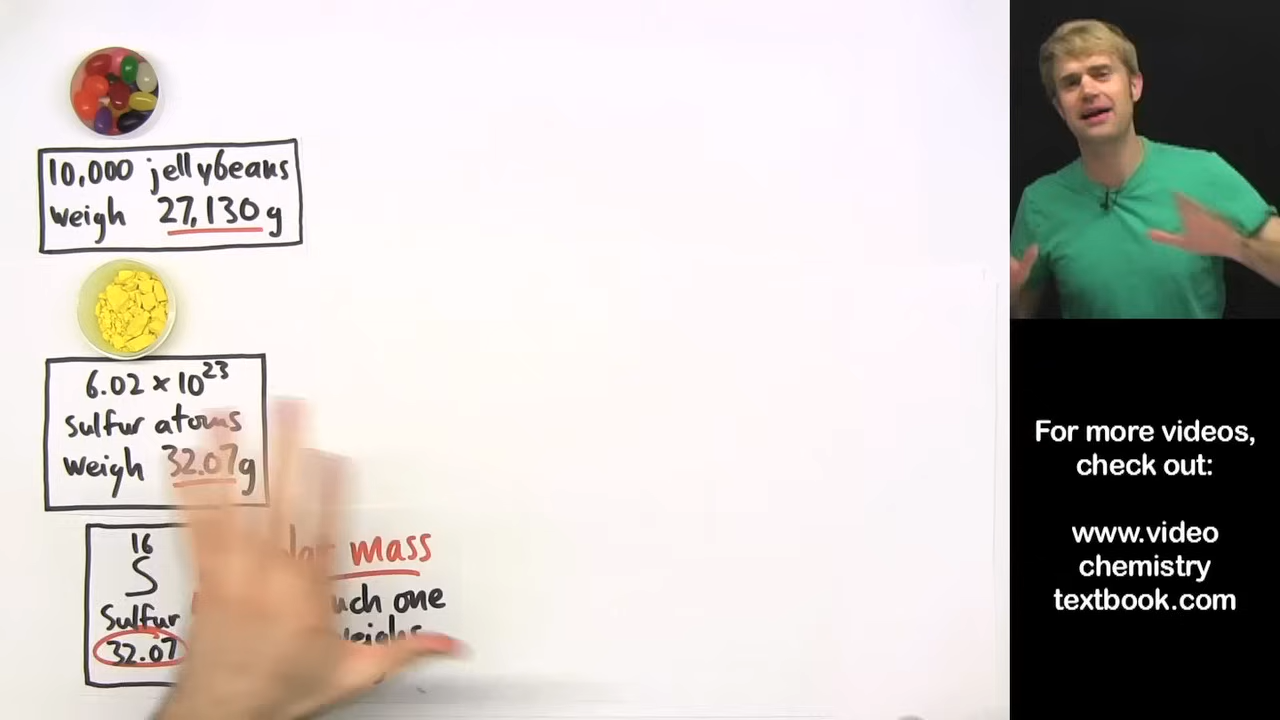 10,000 jellybeans
weigh 27,130 g
6.02 × 10²³
sulfur atoms
weigh 32.07g
16
S
Sulfur
32.07
mass
one
For more videos,
check out:
www.video
chemistry
textbook.com